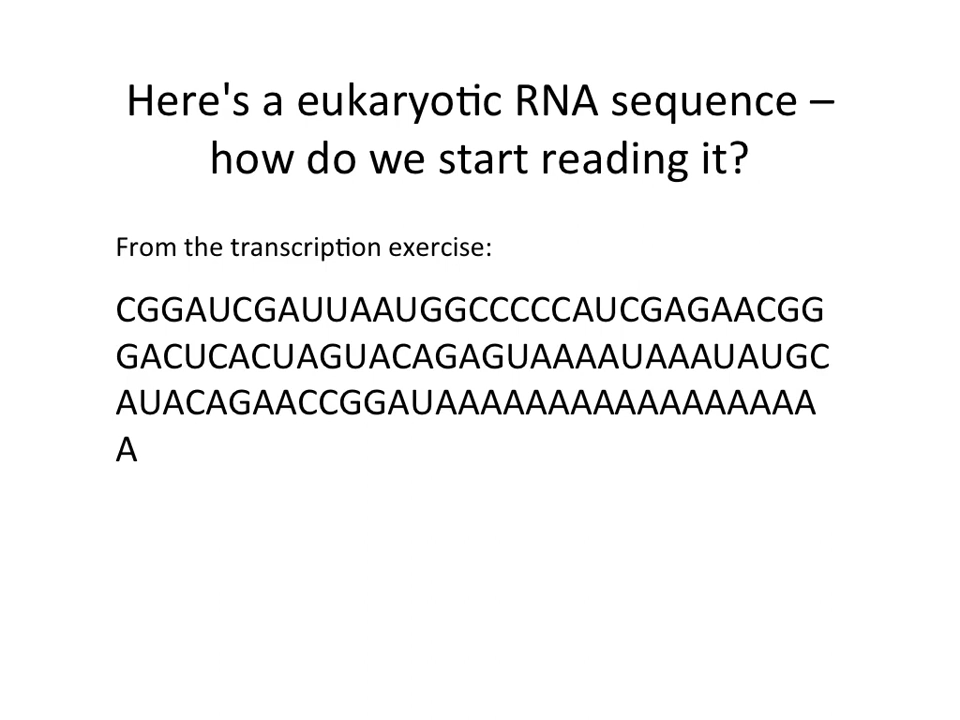 Here's a eukaryotic RNA sequence –
how do we start reading it?
From the transcription exercise:
CGGAUCGAUUAAUGGCCCCCAUCGAGAACGG
GACUCACUAGUACAGAGUAAAAUAAAUAUGC
AUACAGAACCGGAUAAAAAAAAAAAAAAAAA
A